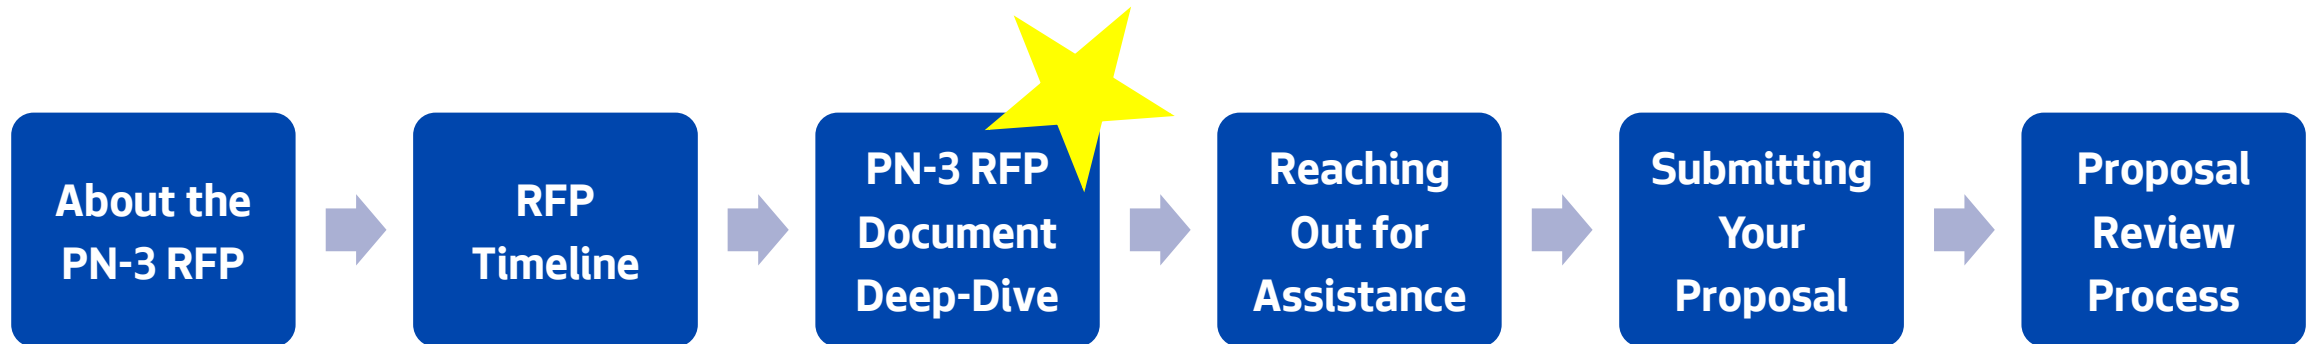 About the
PN-3 RFP
RFP
Timeline
PN-3 RFP
Document
Deep-Dive
Reaching
Out for
Assistance
Submitting
Your
Proposal
Proposal
Review
Process